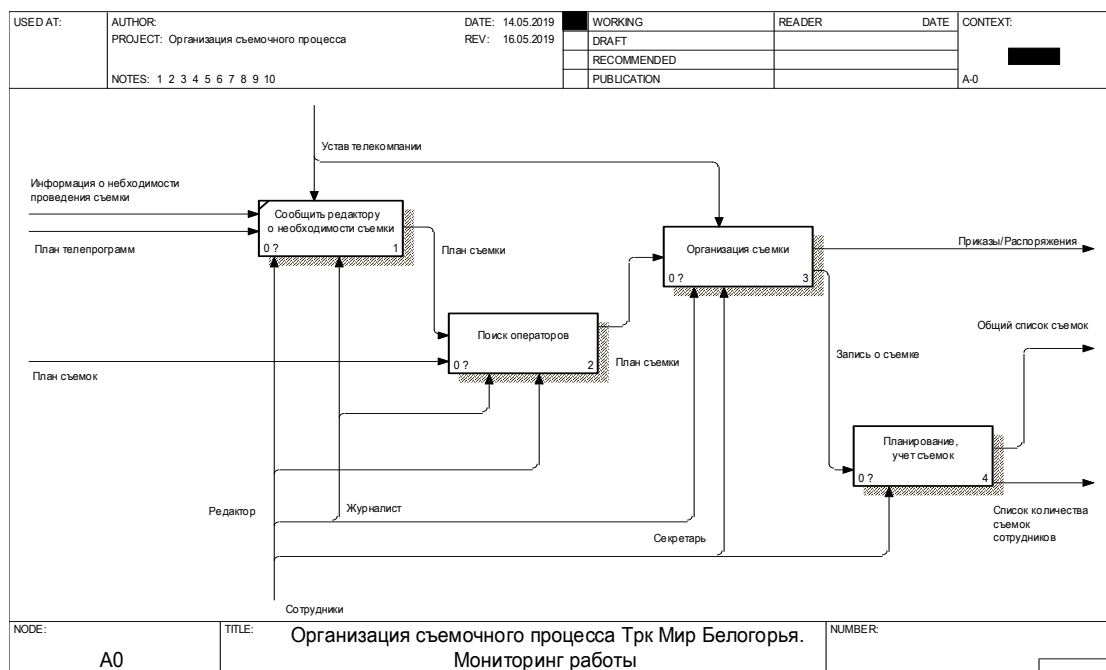 USED AT:
AUTHOR:
DATE: 14.05.2019
PROJECT: Организация съемочного процесса
REV: 16.05.2019
NOTES: 1 2 3 4 5 6 7 8 9 10
WORKING
DRAFT
RECOMMENDED
PUBLICATION
READER
DATE
CONTEXT:
A-0
Устав телекомпании
Информация о небходимости
проведения съемки
План телепрограмм
Сообщить редактору
о необходимости съемки
0 ?
1
План съемки
Организация съемки
0 ?
3
Приказы/Распоряжения
Поиск операторов
0 ?
2
План съемки
План съемок
Запись о съемке
Общий список съемок
Планирование,
учет съемок
0 ?
4
Редактор
Журналист
Секретарь
Список количества
съемок
сотрудников
Сотрудники
NODE:
A0
TITLE:
Организация съемочного процесса Трк Мир Белогорья.
Мониторинг работы
NUMBER: